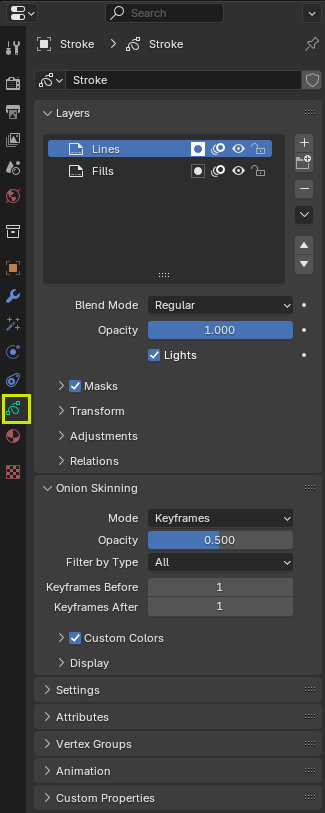 Search
Stroke > Stroke
Stroke
Layers
Lines
Fills
Blend Mode Regular
Opacity 1.000
Lights
Masks
Transform
Adjustments
Relations
Onion Skinning
Mode Keyframes
Opacity 0.500
Filter by Type All
Keyframes Before 1
Keyframes After 1
Custom Colors
Display
Settings
Attributes
Vertex Groups
Animation
Custom Properties